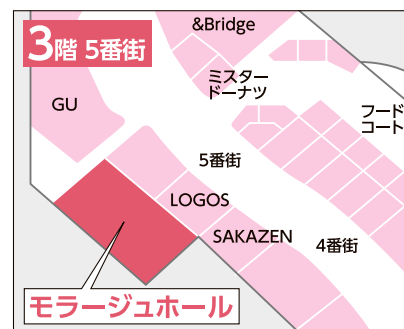 3階 5番街
&Bridge
ミスター
ドーナツ
GU
フード
コート
5番街
LOGOS
SAKAZEN
4番街
モラージュホール